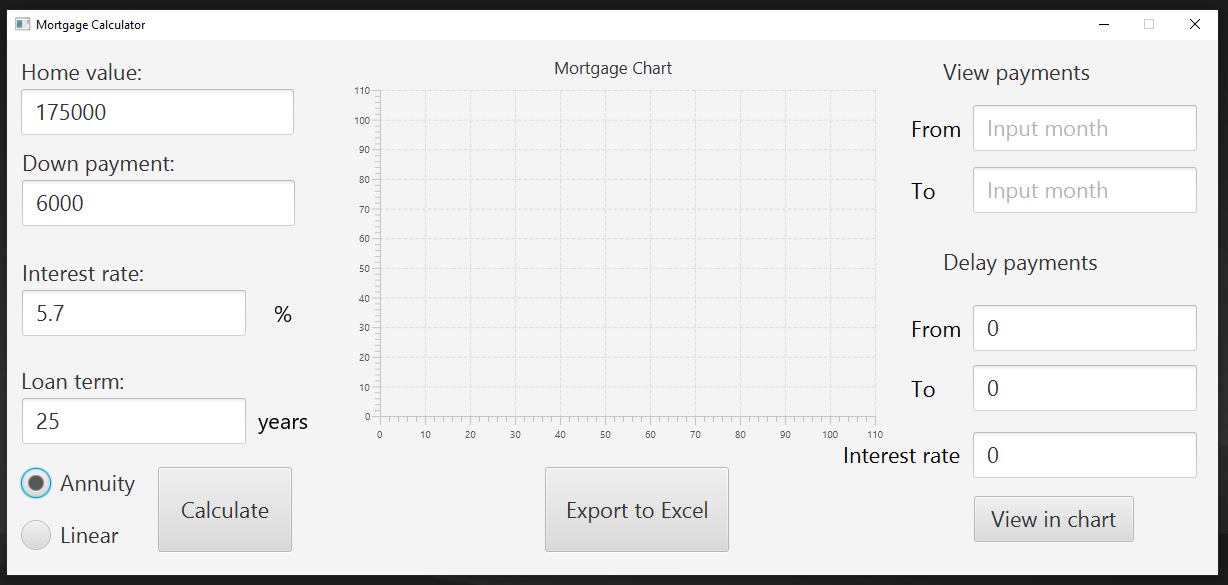 Mortgage Calculator
Home value:
175000
Down payment:
6000
Interest rate:
5.7 %
Loan term:
25 years
Annuity
Linear
Calculate
Mortgage Chart
110
100
90
80
70
60
50
40
30
20
10
0
0 10 20 30 40 50 60 70 80 90 100 110
Export to Excel
View payments
From Input month
To Input month
Delay payments
From 0
To 0
Interest rate 0
View in chart